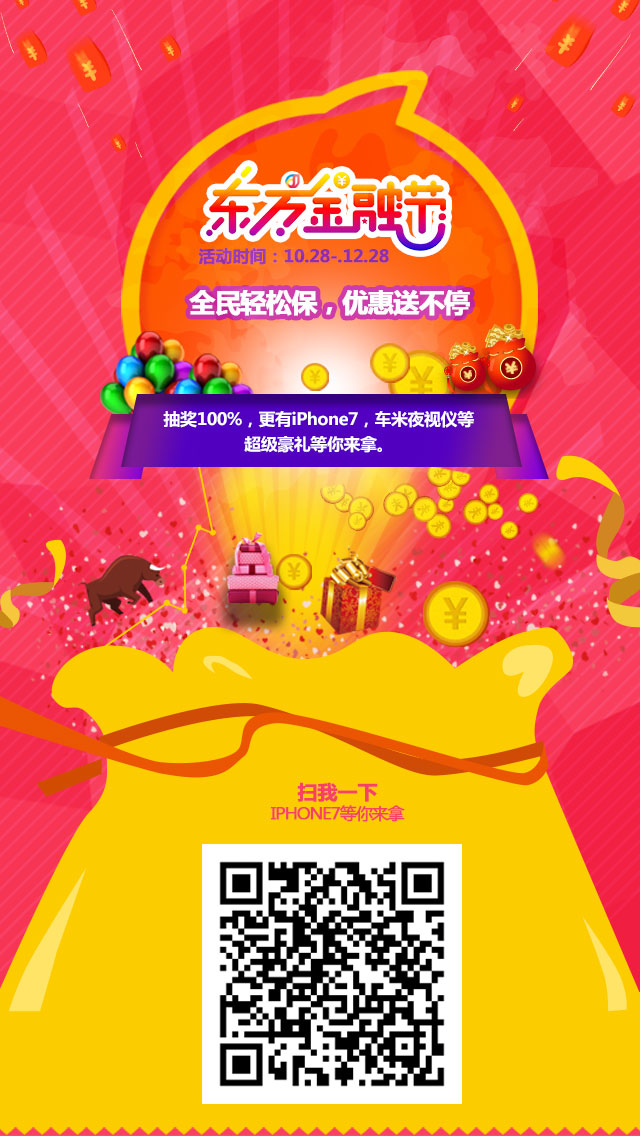 东方金融节
活动时间：10.28-.12.28
全民轻松保，优惠送不停
抽奖100%，更有iPhone7，车米夜视仪等
超级豪礼等你来拿。
扫我一下
IPHONE7等你来拿